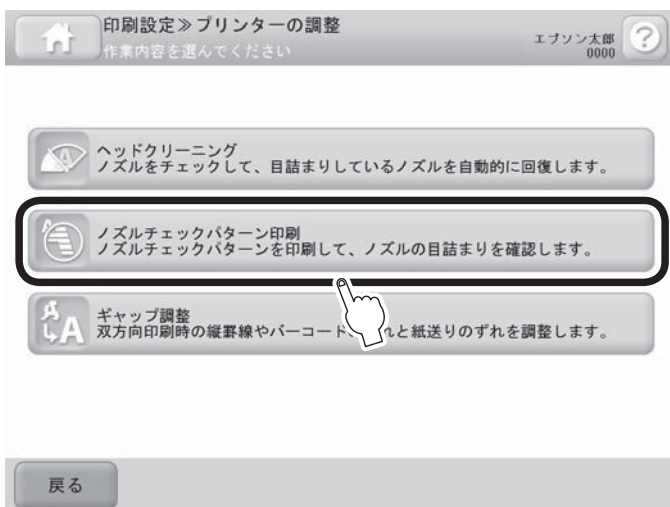 印刷設定≫プリンターの調整
作業内容を選んでください
エプソン太郎
0000
?
ヘッドクリーニング
ノズルをチェックして、目詰まりしているノズルを自動的に回復します。
ノズルチェックパターン印刷
ノズルチェックパターンを印刷して、ノズルの目詰まりを確認します。
ギャップ調整
双方向印刷時の縦罫線やバーコード れと紙送りのずれを調整します。
戻る